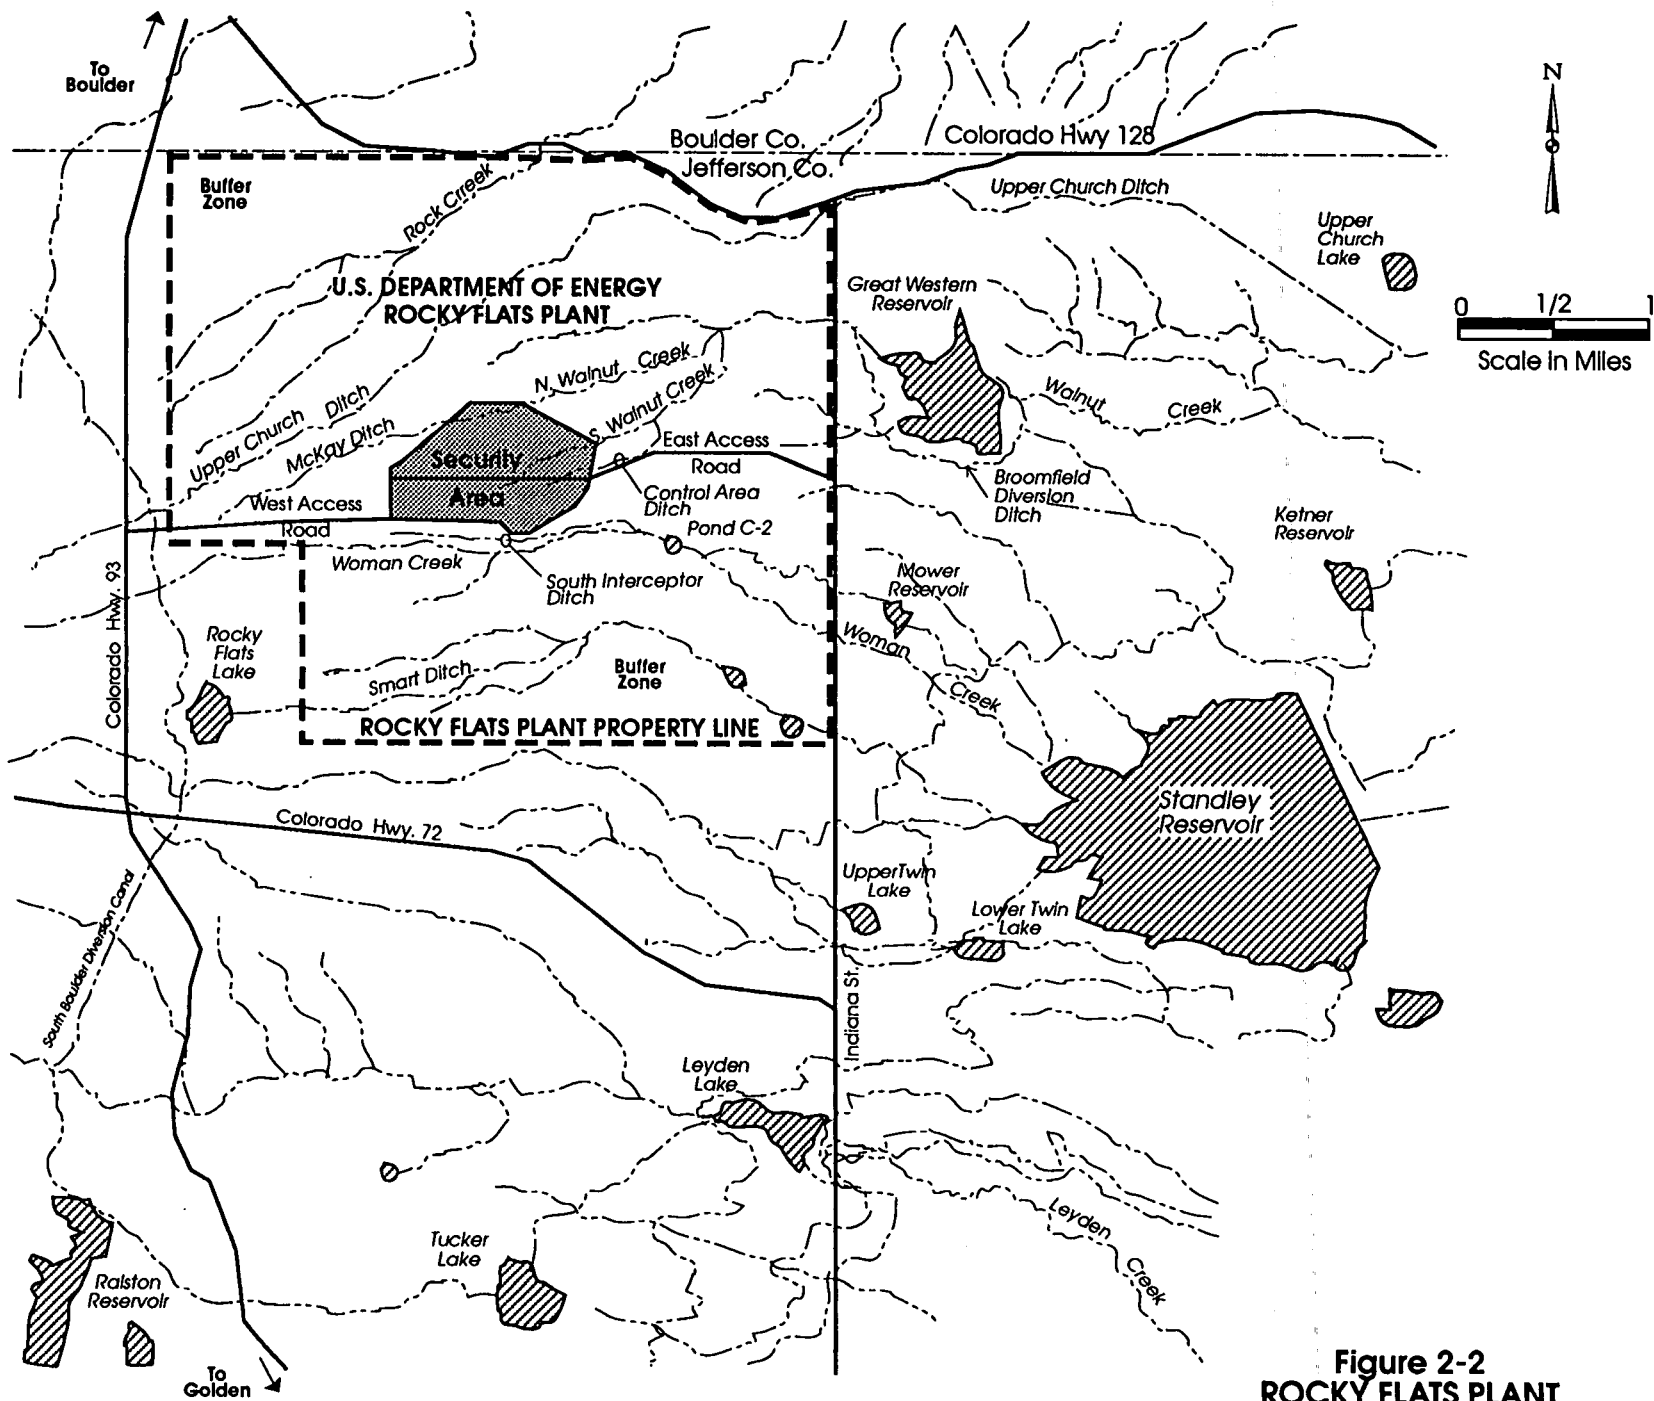 To
Boulder
N
Boulder Co.
Jefferson Co.
Colorado Hwy 128
Buffer
Zone
Rock Crreek
Upper Church Ditch
Upper
Church
Lake
0 1/2 1
Scale in Miles
U.S. DEPARTMENT OF ENERGY
ROCKY FLATS PLANT
Great Western
Reservoir
N. Walnut Creek
S. Walnut Creek
Walnut Creek
Upper Church Ditch
McKay Ditch
Security
Area
East Access
Road
Control Area
Ditch
Broomfield
Diversion
Ditch
West Access
Road
Pond C-2
Ketner
Reservoir
Woman Creek
South Interceptor
Ditch
Mower
Reservoir
Colorado Hwy. 93
Rocky
Flats
Lake
Woman
Creek
Smart Ditch
Buffer
Zone
ROCKY FLATS PLANT PROPERTY LINE
Standley
Reservoir
Colorado Hwy. 72
Upper Twin
Lake
Lower Twin
Lake
South Boulder Diversion Canal
Indiana St.
Leyden
Lake
Leyden
Creek
Tucker
Lake
Ralston
Reservoir
To
Golden
Figure 2-2
ROCKY FLATS PLANT